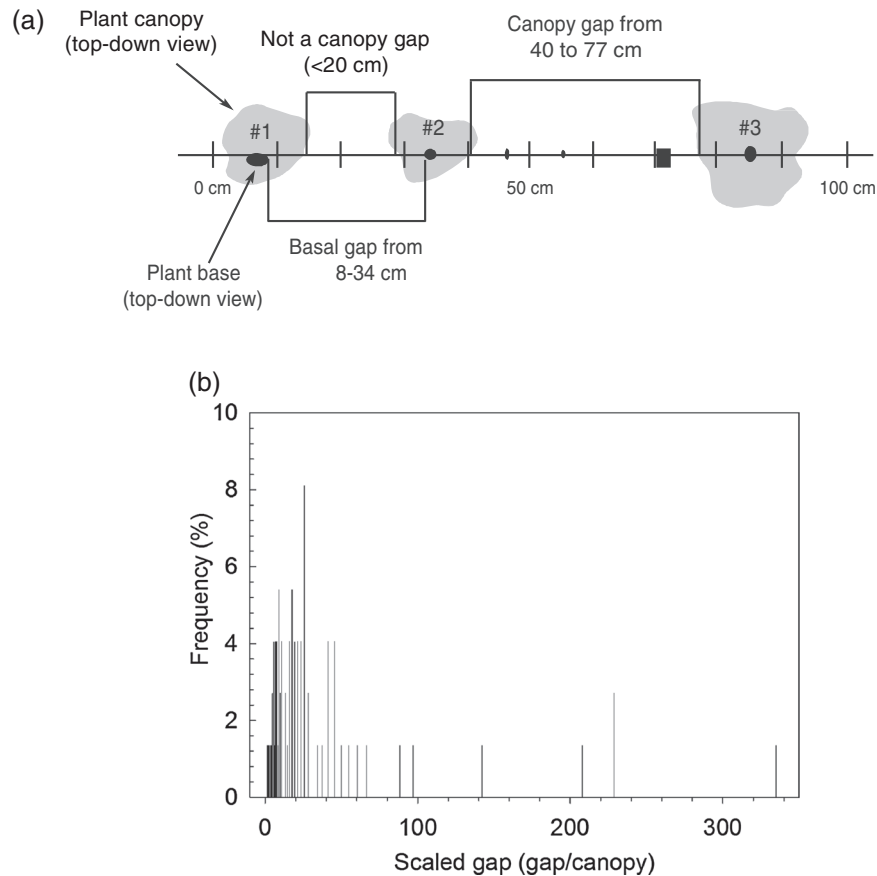 (a)
Plant canopy
(top-down view)
Not a canopy gap
(<20 cm)
Canopy gap from
40 to 77 cm
#1
#2
#3
0 cm
50 cm
100 cm
Basal gap from
8-34 cm
Plant base
(top-down view)
(b)
10
8
6
4
2
0
Frequency (%)
0
100
200
300
Scaled gap (gap/canopy)